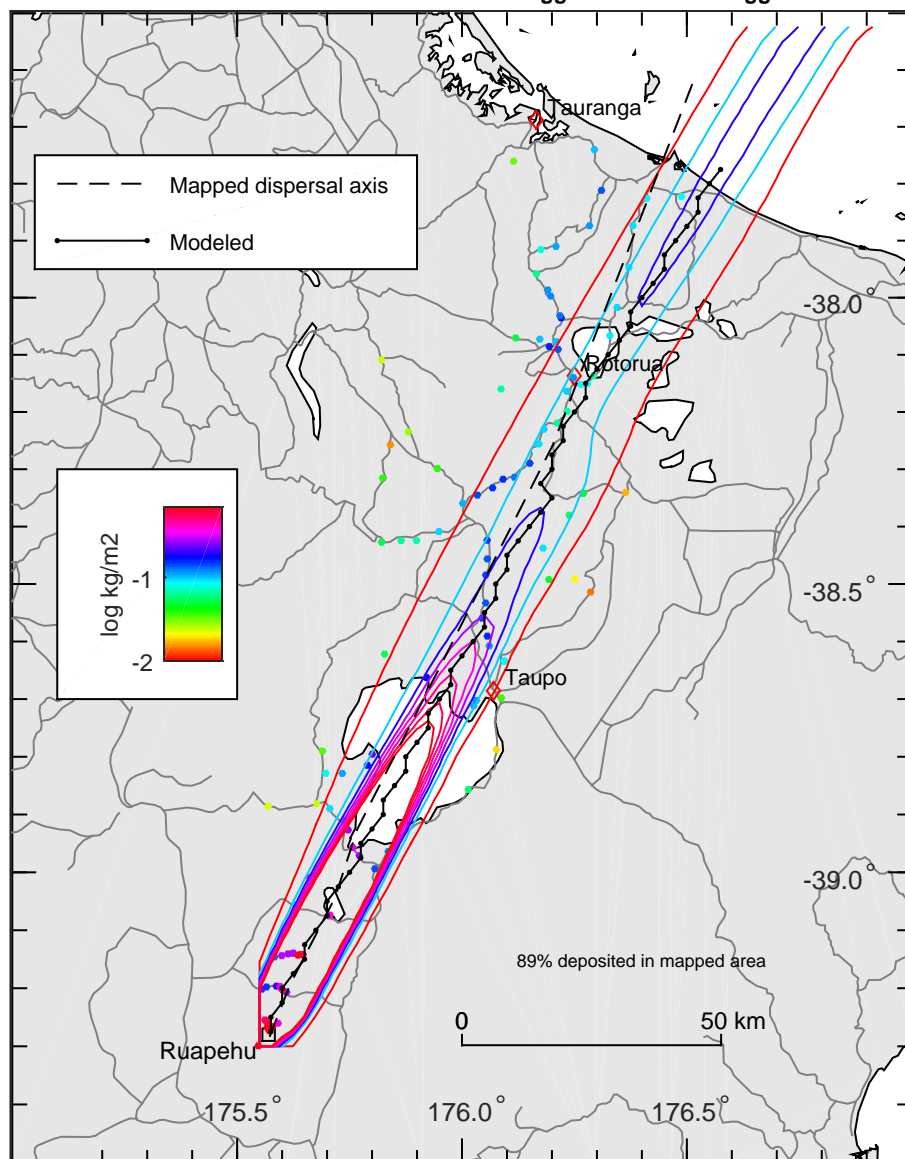 Tauranga
Mapped dispersal axis
Modeled
-38.0°
Rotorua
log kg/m2
-1
-2
-38.5°
Taupo
-39.0°
89% deposited in mapped area
0
50 km
Ruapehu
175.5°
176.0°
176.5°